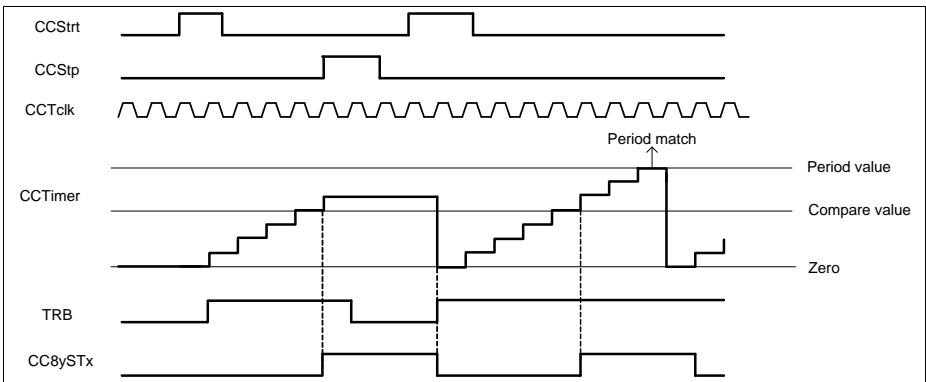 CCStrt
CCStp
CCTclk
Period match
Period value
CCTimer
Compare value
Zero
TRB
CC8ySTx